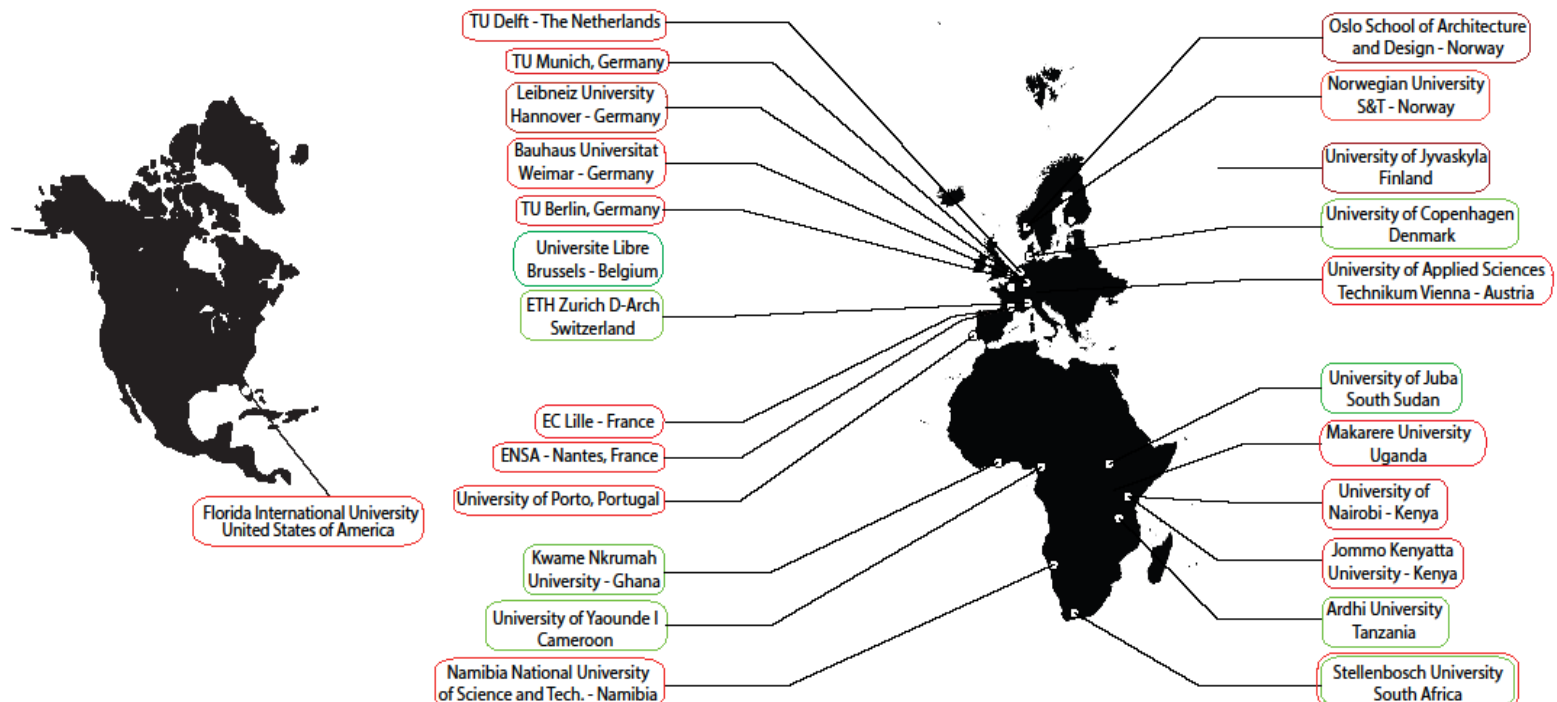 TU Delft - The Netherlands
TU Munich, Germany
Leibneiz University
Hannover - Germany
Bauhaus Universitat
Weimar - Germany
TU Berlin, Germany
Universite Libre
Brussels - Belgium
ETH Zurich D-Arch
Switzerland
EC Lille - France
ENSA - Nantes, France
University of Porto, Portugal
Florida International University
United States of America
Kwame Nkrumah
University - Ghana
University of Yaounde I
Cameroon
Namibia National University
of Science and Tech. - Namibia
Oslo School of Architecture
and Design - Norway
Norwegian University
S&T - Norway
University of Jyvaskyla
Finland
University of Copenhagen
Denmark
University of Applied Sciences
Technikum Vienna - Austria
University of Juba
South Sudan
Makarere University
Uganda
University of
Nairobi - Kenya
Jommo Kenyatta
University - Kenya
Ardhi University
Tanzania
Stellenbosch University
South Africa